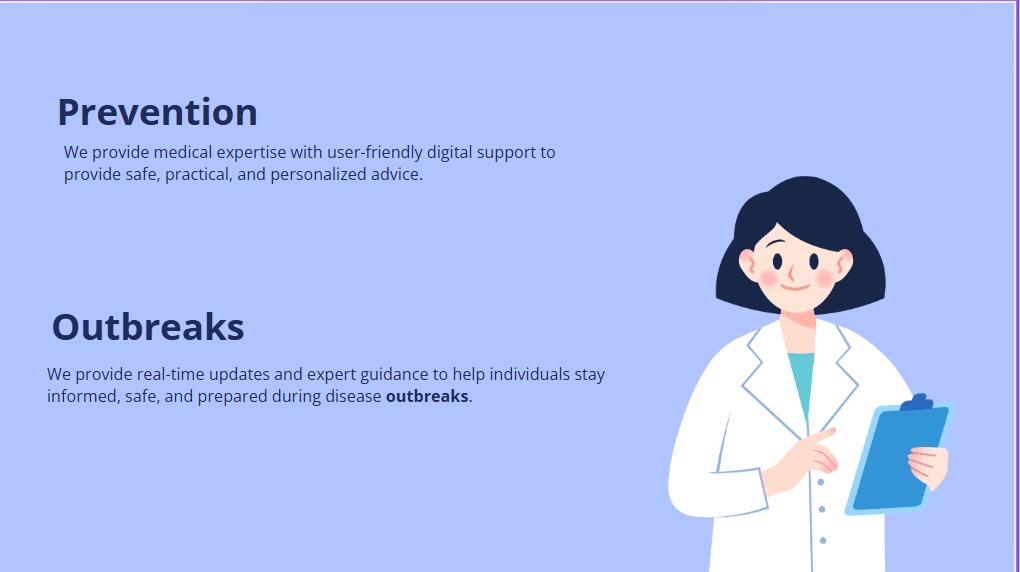 Prevention
We provide medical expertise with user-friendly digital support to
provide safe, practical, and personalized advice.
Outbreaks
We provide real-time updates and expert guidance to help individuals stay
informed, safe, and prepared during disease outbreaks.